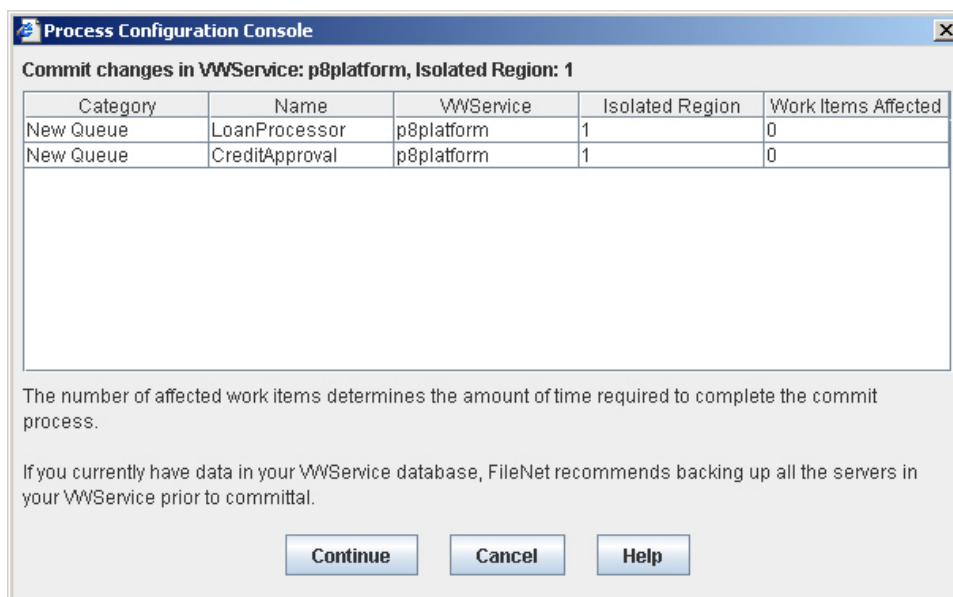 Process Configuration Console
Commit changes in VWService: p8platform, Isolated Region: 1
Category Name VWService Isolated Region Work Items Affected
New Queue LoanProcessor p8platform 1 0
New Queue CreditApproval p8platform 1 0
The number of affected work items determines the amount of time required to complete the commit
process.
If you currently have data in your VWService database, FileNet recommends backing up all the servers in
your VWService prior to committal.
Continue Cancel Help